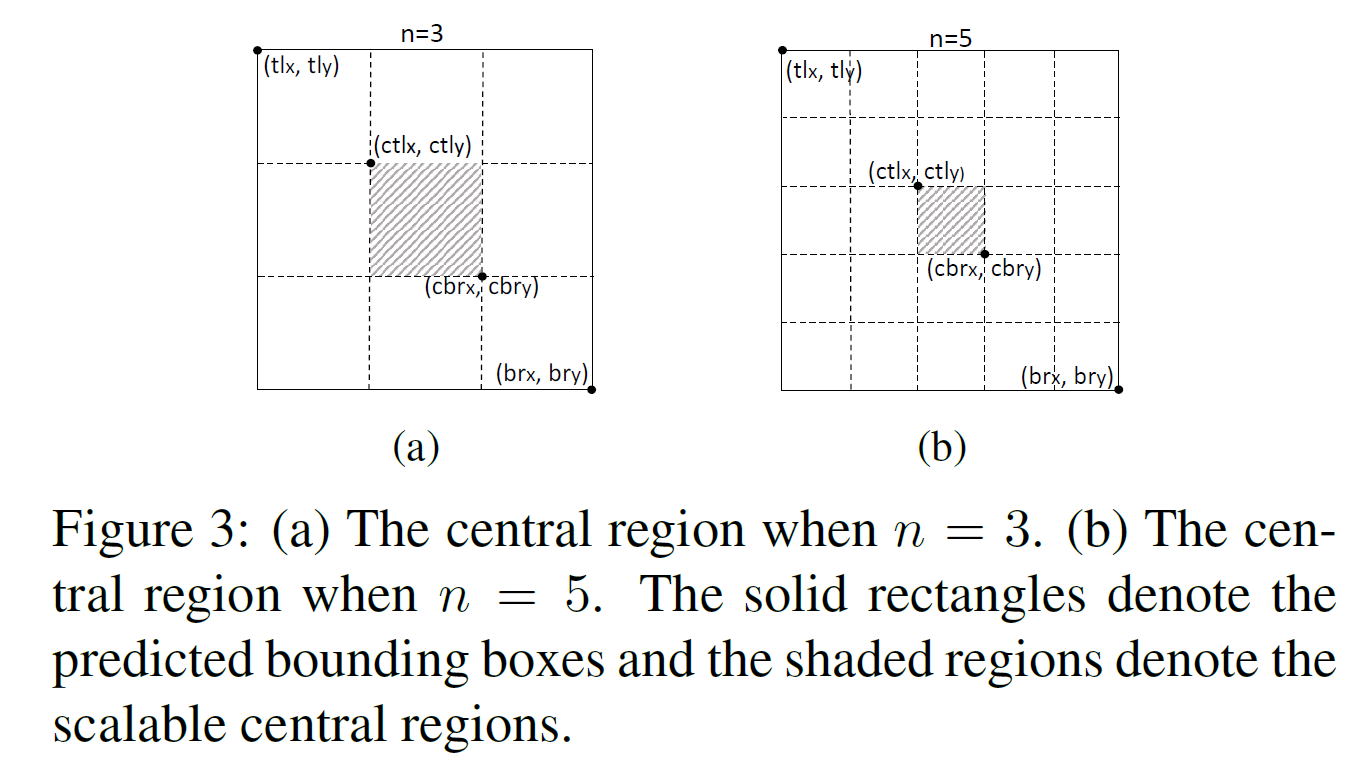 n=3
(tlx, tly)
(ctlx, ctly)
(cbrx, cbry)
(brx, bry)
(a)
n=5
(tlx, tly)
(ctlx, ctly)
(cbrx, cbry)
(brx, bry)
(b)
Figure 3: (a) The central region when n = 3. (b) The cen-
tral region when n = 5. The solid rectangles denote the
predicted bounding boxes and the shaded regions denote the
scalable central regions.